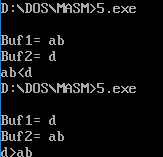 D:\DOS\MASM>5.exe
Buf1= ab
Buf2= d
ab<d
D:\DOS\MASM>5.exe
Buf1= d
Buf2= ab
d>ab